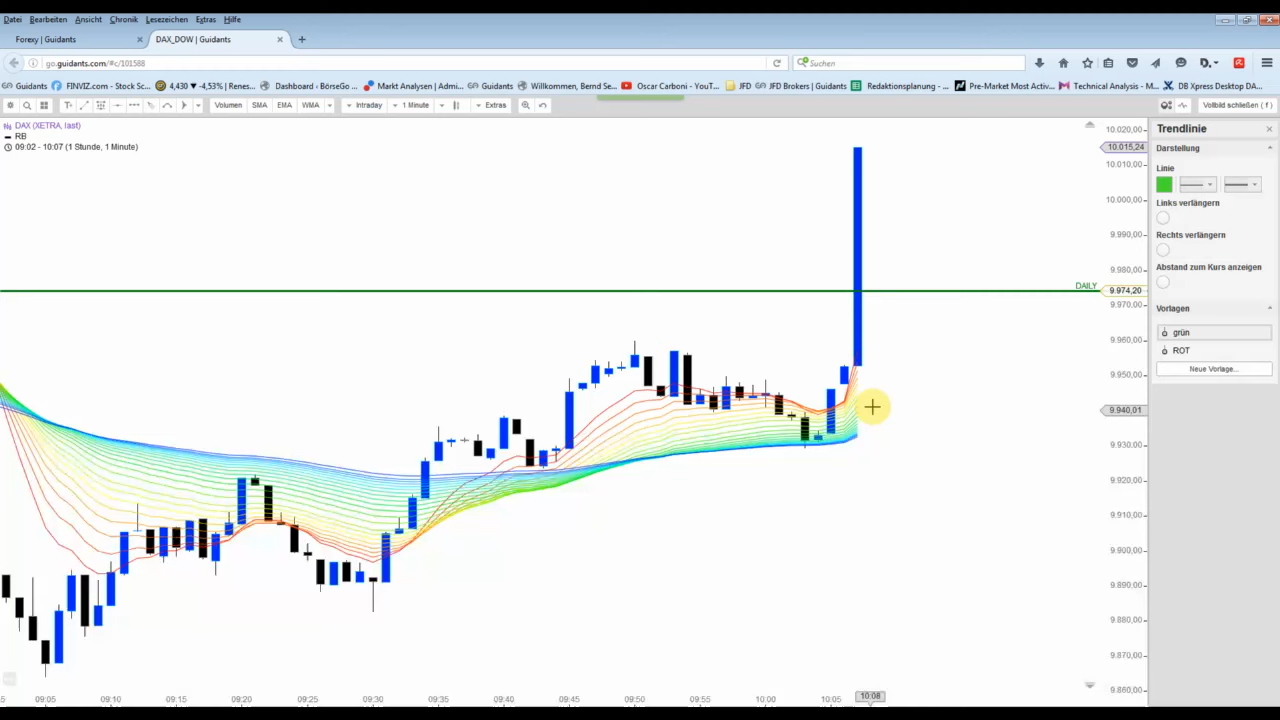 Datei Bearbeiten Ansicht Chronik Lesezeichen Extras Hilfe
Forexy | Guidants × DAX_DOW | Guidants × +
go.guidants.com/#c/101588 Suchen
Guidants FINVIZ.com - Stock Sc... 4,430 ▼ -4,53% | Renes... Dashboard ‹ BörseGo ... Markt Analysen | Admi... Guidants Willkommen, Bernd Se... Oscar Carboni - YouT... JFD JFD Brokers | Guidants Redaktionsplanung - ... Pre-Market Most Activ... Technical Analysis - M... DB Xpress Desktop DA...
Volumen SMA EMA WMA Intraday 1 Minute Extras Vollbild schließen ( f )
DAX (XETRA, last)
RB
09:02 - 10:07 (1 Stunde, 1 Minute)
10.020,00
10.015,24
10.010,00
10.000,00
9.990,00
9.980,00
DAILY 9.974,20
9.970,00
9.960,00
9.950,00
9.940,01
9.930,00
9.920,00
9.910,00
9.900,00
9.890,00
9.880,00
9.870,00
9.860,00
09:05 09:10 09:15 09:20 09:25 09:30 09:35 09:40 09:45 09:50 09:55 10:00 10:05 10:08
Trendlinie ×
Darstellung
Linie
Links verlängern
Rechts verlängern
Abstand zum Kurs anzeigen
Vorlagen
grün
ROT
Neue Vorlage...